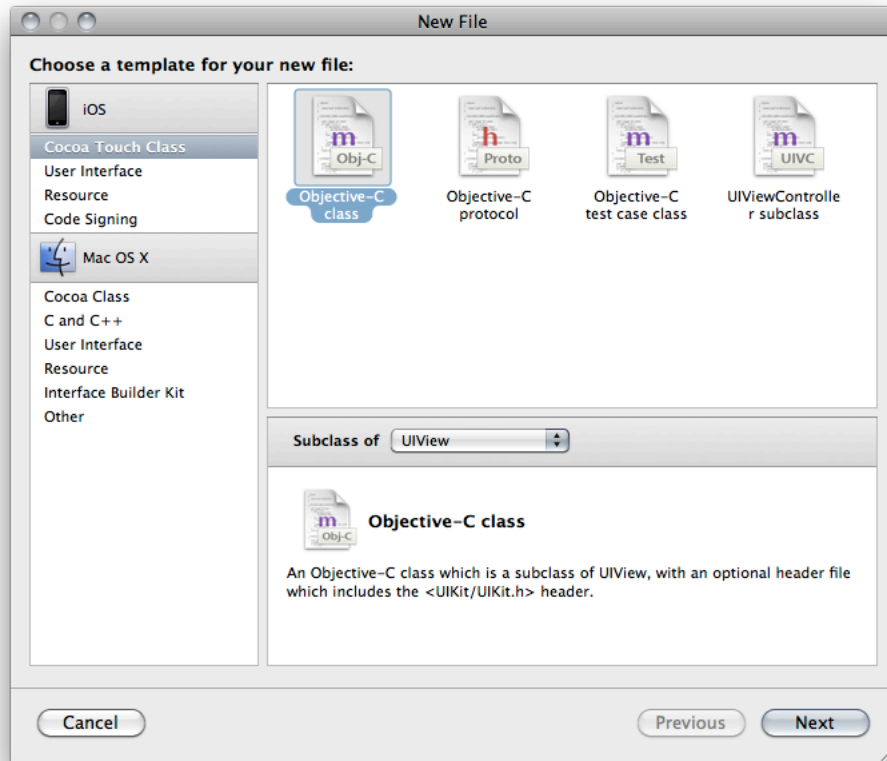 New File
Choose a template for your new file:
iOS
Cocoa Touch Class
User Interface
Resource
Code Signing
Mac OS X
Cocoa Class
C and C++
User Interface
Resource
Interface Builder Kit
Other
m
Obj-C
Objective-C
class
h
Proto
Objective-C
protocol
m
Test
Objective-C
test case class
m
UIVC
UIViewControlle
r subclass
Subclass of UIView
m
Obj-C
Objective-C class
An Objective-C class which is a subclass of UIView, with an optional header file
which includes the <UIKit/UIKit.h> header.
Cancel
Previous
Next